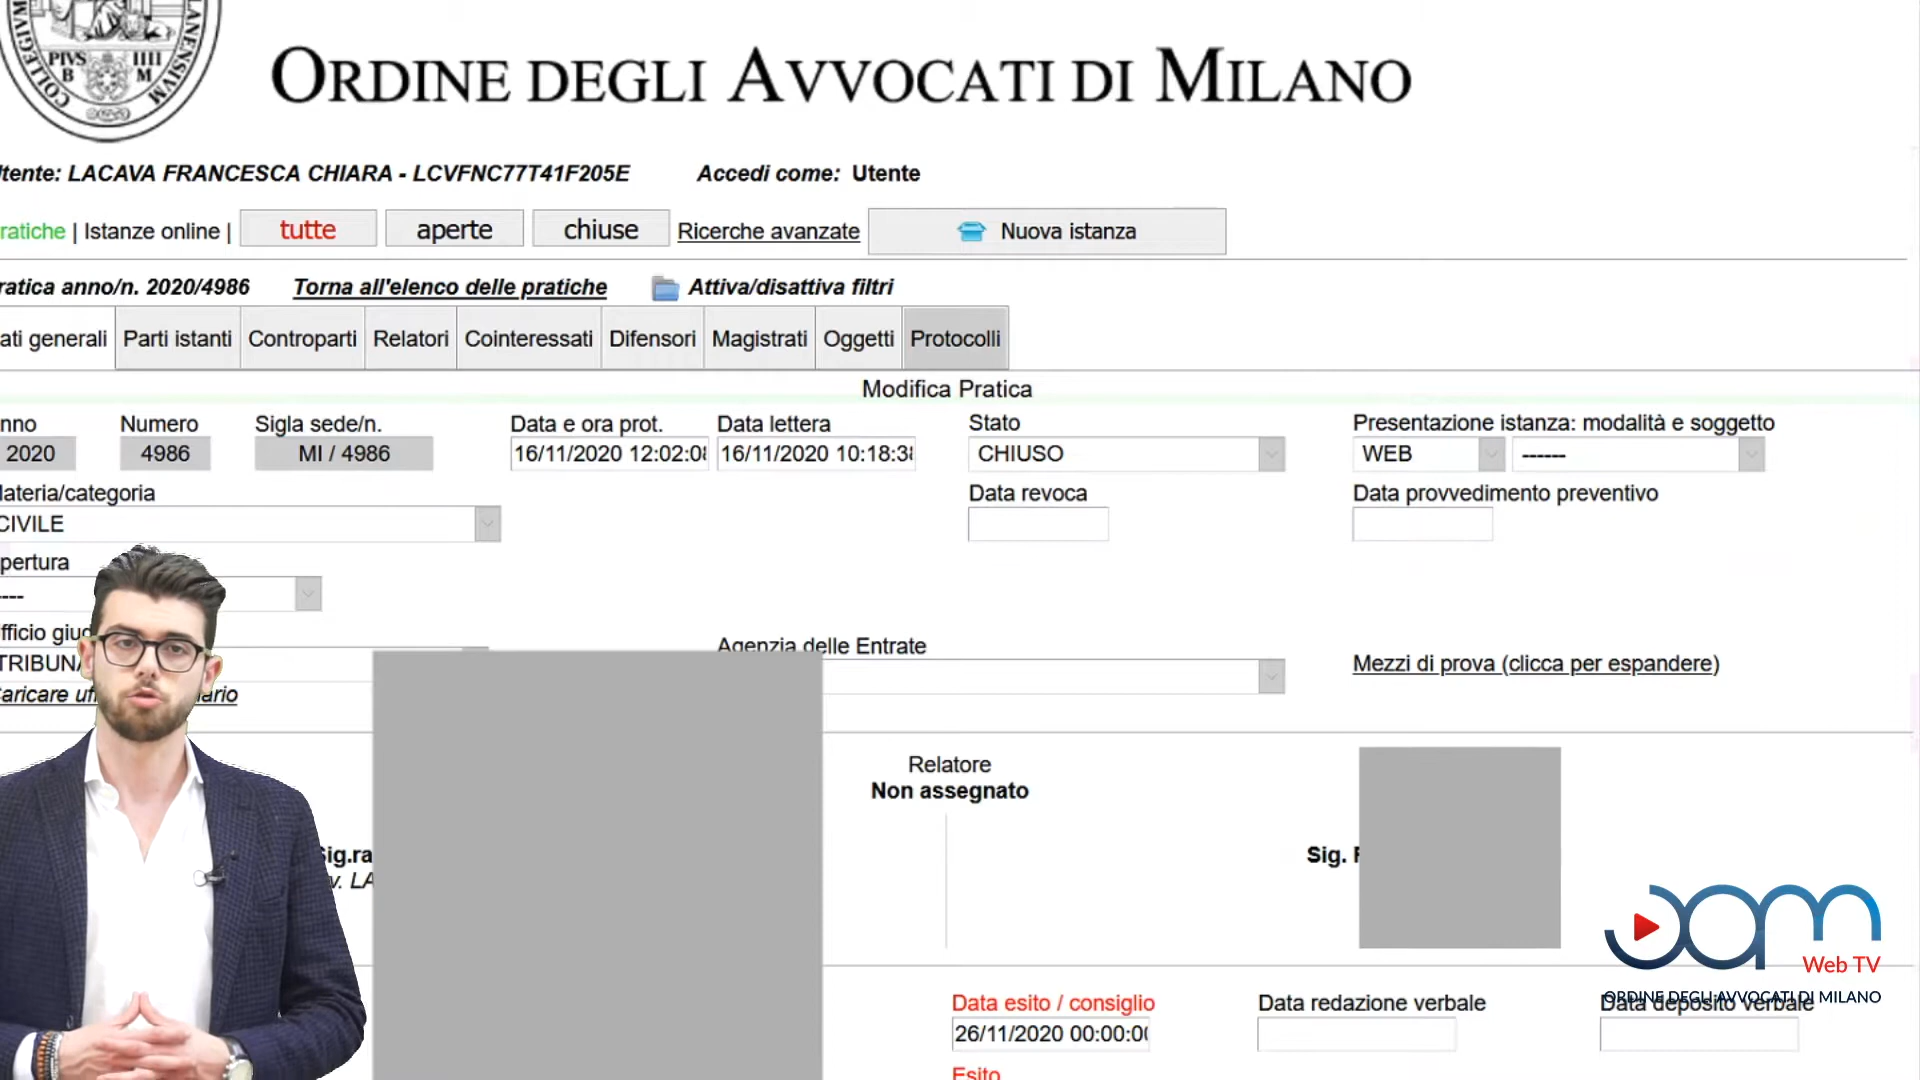 COLLEGIVM
LANENSIVM
PIVS IIII
B M
ORDINE DEGLI AVVOCATI DI MILANO
tente: LACAVA FRANCESCA CHIARA - LCVFNC77T41F205E Accedi come: Utente
ratiche | Istanze online | tutte aperte chiuse Ricerche avanzate Nuova istanza
ratica anno/n. 2020/4986 Torna all'elenco delle pratiche Attiva/disattiva filtri
ati generali Parti istanti Controparti Relatori Cointeressati Difensori Magistrati Oggetti Protocolli
Modifica Pratica
nno Numero Sigla sede/n. Data e ora prot. Data lettera Stato Presentazione istanza: modalità e soggetto
2020 4986 MI / 4986 16/11/2020 12:02:0 16/11/2020 10:18:3 CHIUSO WEB ------
Materia/categoria Data revoca Data provvedimento preventivo
CIVILE
pertura
----
fficio giud Agenzia delle Entrate
TRIBUNA Mezzi di prova (clicca per espandere)
aricare uf ario
Relatore
Non assegnato
Sig.ra Sig. F
v. LA
Web TV
ORDINE DEGLI AVVOCATI DI MILANO
Data esito / consiglio Data redazione verbale Data deposito verbale
26/11/2020 00:00:0
Esito